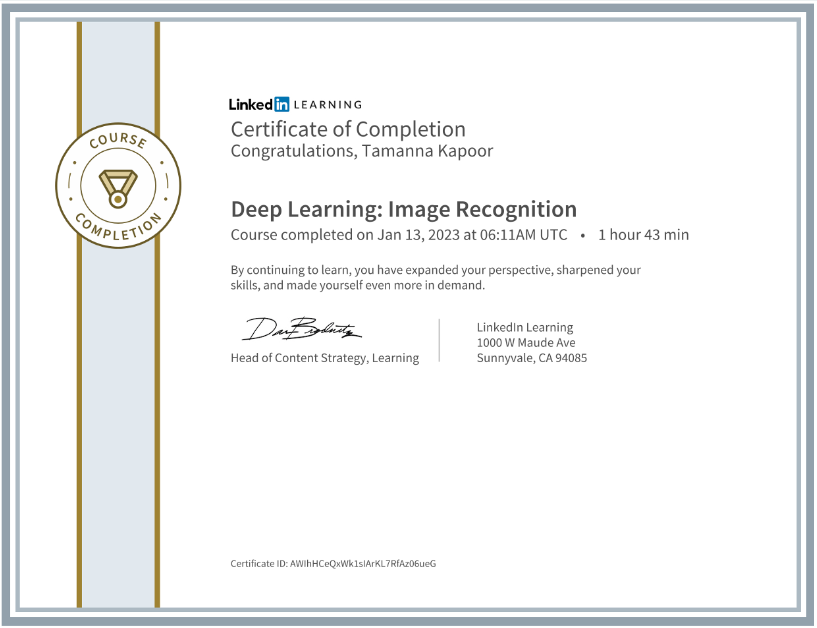 COURSE
COMPLETION
Linked in LEARNING
Certificate of Completion
Congratulations, Tamanna Kapoor
Deep Learning: Image Recognition
Course completed on Jan 13, 2023 at 06:11AM UTC • 1 hour 43 min
By continuing to learn, you have expanded your perspective, sharpened your
skills, and made yourself even more in demand.
Head of Content Strategy, Learning
LinkedIn Learning
1000 W Maude Ave
Sunnyvale, CA 94085
Certificate ID: AWIhHCeQxWk1sIArKL7RfAz06ueG